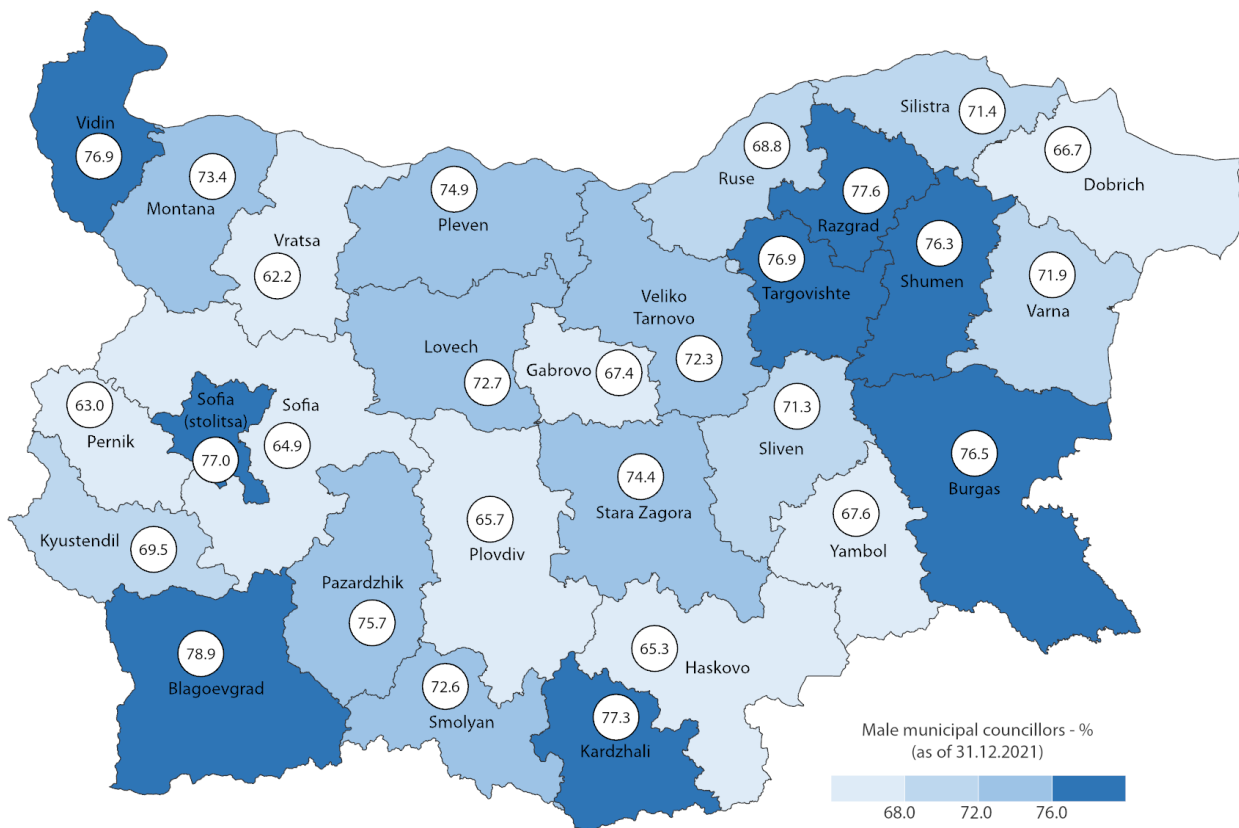 Vidin
76.9
73.4
Montana
Vratsa
62.2
74.9
Pleven
68.8
Ruse
Silistra
71.4
66.7
Dobrich
77.6
Razgrad
76.9
Targovishte
76.3
Shumen
71.9
Varna
Veliko
Tarnovo
72.3
Lovech
72.7
Gabrovo
67.4
63.0
Pernik
Sofia
(stolitsa)
77.0
Sofia
64.9
71.3
Sliven
76.5
Burgas
74.4
Stara Zagora
65.7
Plovdiv
67.6
Yambol
Kyustendil
69.5
Pazardzhik
75.7
78.9
Blagoevgrad
72.6
Smolyan
65.3
Haskovo
77.3
Kardzhali
Male municipal councillors - %
(as of 31.12.2021)
68.0 72.0 76.0